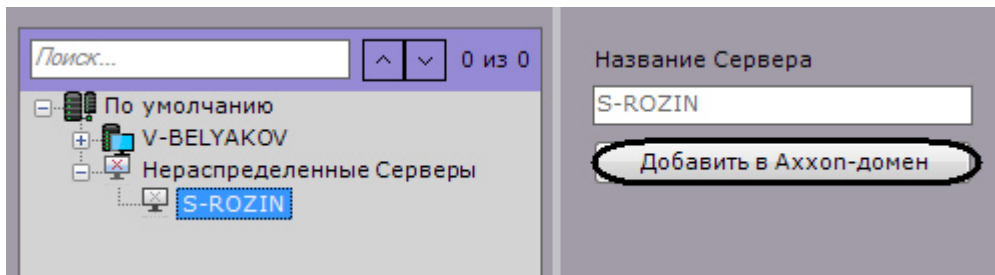 Поиск...
0 из 0
По умолчанию
V-BELYAKOV
Нераспределенные Серверы
S-ROZIN
Название Сервера
S-ROZIN
Добавить в Axxon-домен